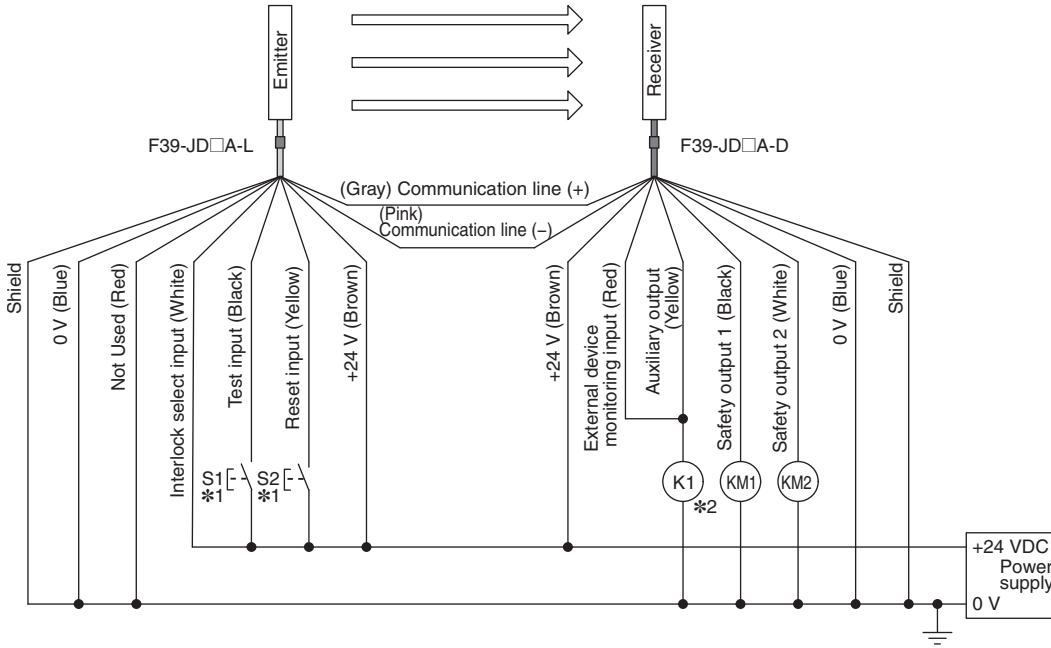 Emitter
Receiver
F39-JD□A-L
F39-JD□A-D
(Gray) Communication line (+)
(Pink)
Communication line (–)
Shield
0 V (Blue)
Not Used (Red)
Interlock select input (White)
Test input (Black)
Reset input (Yellow)
+24 V (Brown)
+24 V (Brown)
External device
monitoring input (Red)
Auxiliary output
(Yellow)
Safety output 1 (Black)
Safety output 2 (White)
0 V (Blue)
Shield
S1
✻1
S2
✻1
K1
✻2
KM1
KM2
+24 VDC
Power
supply
0 V